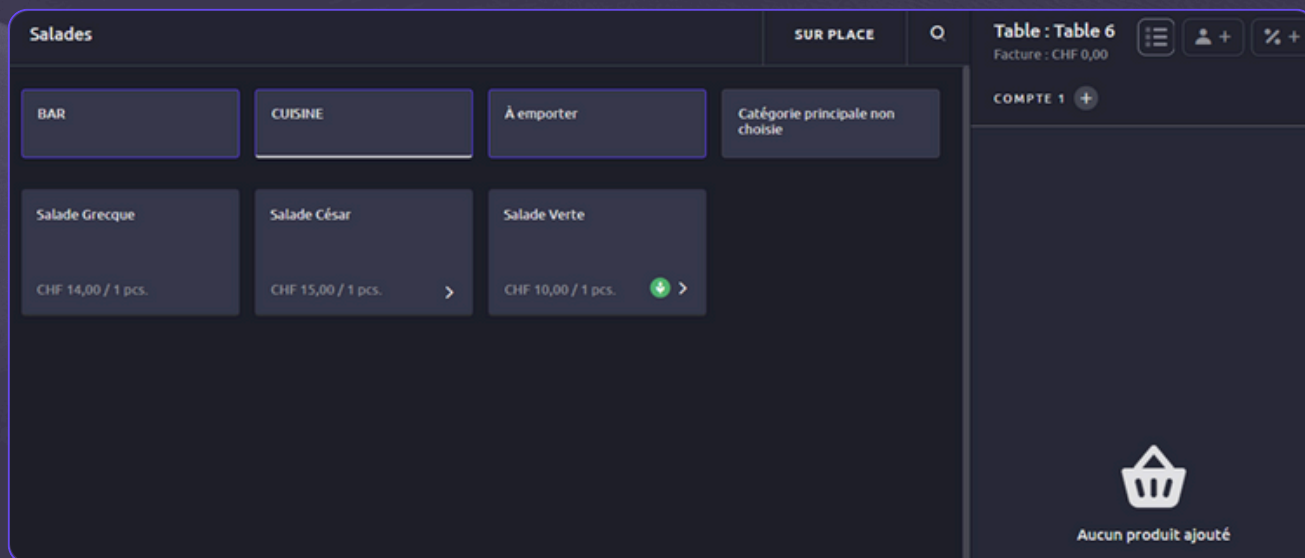 Salades
SUR PLACE
Table : Table 6
Facture : CHF 0,00
COMPTE 1
BAR
CUISINE
À emporter
Catégorie principale non
choisie
Salade Grecque
CHF 14,00 / 1 pcs.
Salade César
CHF 15,00 / 1 pcs.
Salade Verte
CHF 10,00 / 1 pcs.
Aucun produit ajouté